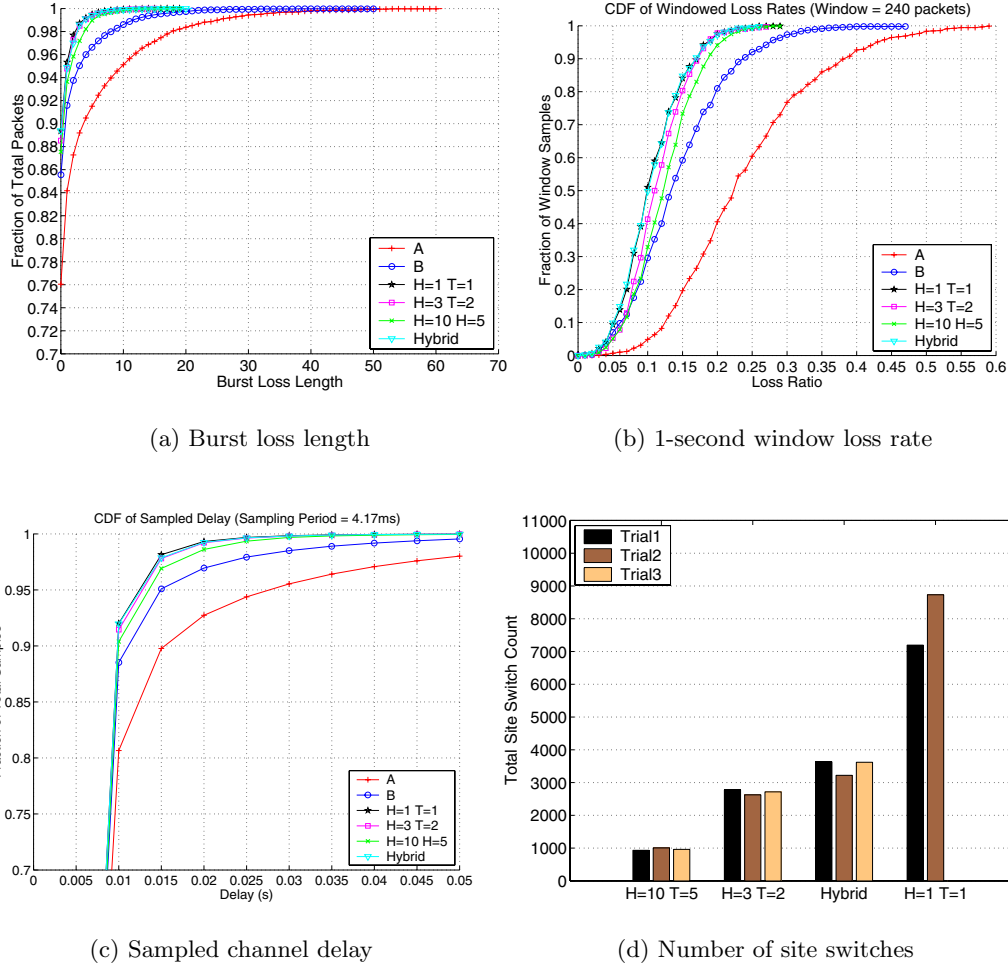 1
0.98
0.96
0.94
0.92
0.9
0.88
0.86
0.84
0.82
0.8
0.78
0.76
0.74
0.72
0.7
0 10 20 30 40 50 60 70
Fraction of Total Packets
Burst Loss Length
A
B
H=1 T=1
H=3 T=2
H=10 H=5
Hybrid
(a) Burst loss length
CDF of Windowed Loss Rates (Window = 240 packets)
1
0.9
0.8
0.7
0.6
0.5
0.4
0.3
0.2
0.1
0
0 0.05 0.1 0.15 0.2 0.25 0.3 0.35 0.4 0.45 0.5 0.55 0.6
Fraction of Window Samples
Loss Ratio
A
B
H=1 T=1
H=3 T=2
H=10 H=5
Hybrid
(b) 1-second window loss rate
CDF of Sampled Delay (Sampling Period = 4.17ms)
1
0.95
0.9
0.85
0.8
0.75
0.7
0 0.005 0.01 0.015 0.02 0.025 0.03 0.035 0.04 0.045 0.05
Delay (s)
A
B
H=1 T=1
H=3 T=2
H=10 H=5
Hybrid
(c) Sampled channel delay
11000
10000
9000
8000
7000
6000
5000
4000
3000
2000
1000
0
Total Site Switch Count
Trial1
Trial2
Trial3
H=10 T=5 H=3 T=2 Hybrid H=1 T=1
(d) Number of site switches